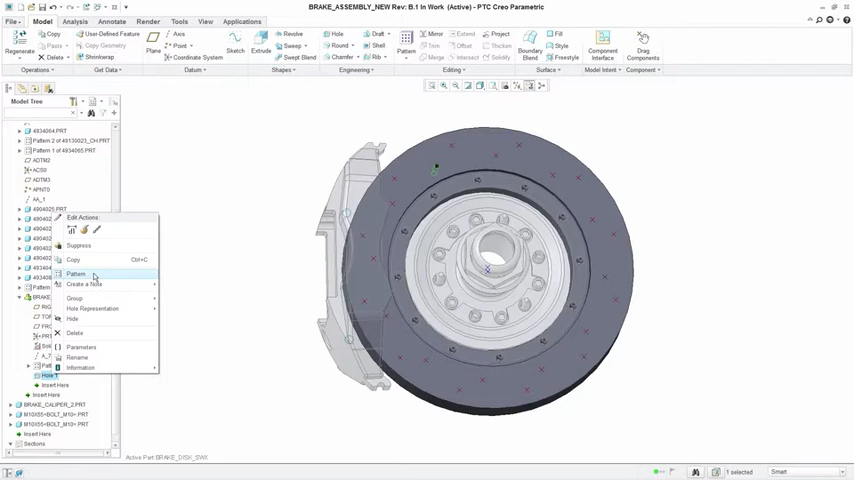 BRAKE_ASSEMBLY_NEW Rev: B.1 In Work (Active) - PTC Creo Parametric
File Model Analysis Annotate Render Tools View Applications
Regenerate
Copy
Paste
Delete
Operations
User-Defined Feature
Copy Geometry
Shrinkwrap
Get Data
Plane
Axis
Point
Coordinate System
Sketch
Datum
Extrude
Revolve
Sweep
Swept Blend
Shapes
Hole
Round
Chamfer
Draft
Shell
Rib
Engineering
Pattern
Mirror
Trim
Offset
Extend
Project
Thicken
Editing
Boundary Blend
Fill
Style
Freestyle
Surface
Component Interface
Model Intent
Drag Components
Component
Model Tree
4934064.PRT
Pattern 2 of 49130023_CH.PRT
Pattern 1 of 4934065.PRT
ADTM2
ACS0
ADTM3
APNT0
AA_1
4904025.PRT
Edit Actions:
Suppress
Copy Ctrl+C
Pattern
Create a Note
Group
Hole Representation
Hide
Delete
Parameters
Rename
Information
Hole 1
Insert Here
Insert Here
BRAKE_CALIPER_2.PRT
M10X55<BOLT_M10>.PRT
M10X55<BOLT_M10>.PRT
Insert Here
Sections
Active Part:BRAKE_DISK_SWX
1 selected
Smart